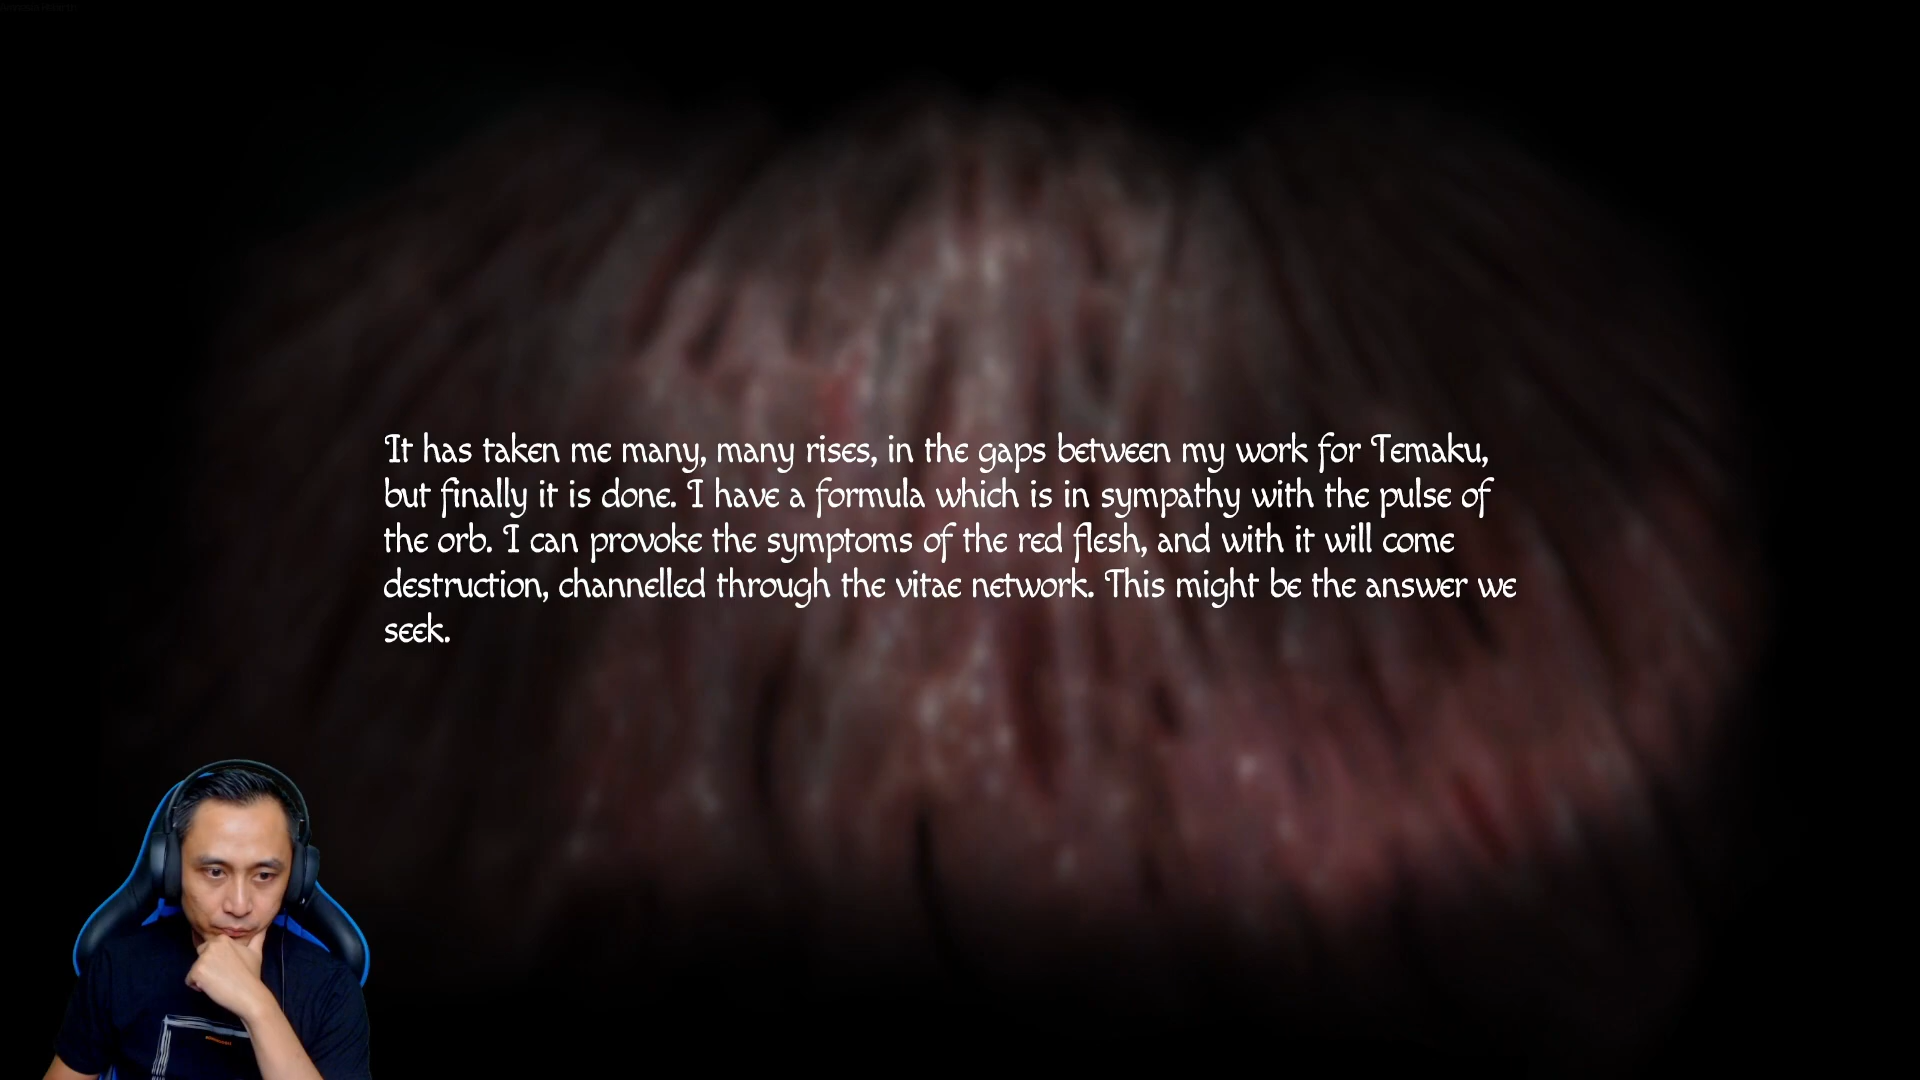 It has taken me many, many rises, in the gaps between my work for Temaku,
but finally it is done. I have a formula which is in sympathy with the pulse of
the orb. I can provoke the symptoms of the red flesh, and with it will come
destruction, channelled through the vitae network. This might be the answer we
seek.